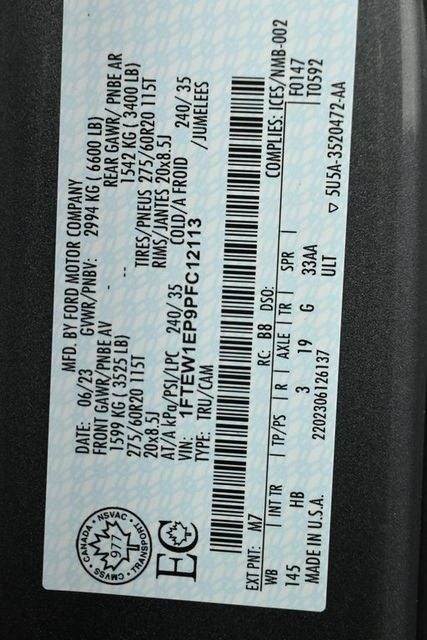 MFD. BY FORD MOTOR COMPANY
DATE: 06/23 GVWR/PNBV: 2994 KG ( 6600 LB)
FRONT GAWR/ PNBE AV REAR GAWR/ PNBE AR
1599 KG ( 3525 LB) 1542 KG ( 3400 LB)
275/60R20 115T -- TIRES/PNEUS 275/60R20 115T
20x8.5J RIMS/JANTES 20x8.5J
AT/A kPa/PSI/LPC 240/ 35 COLD/A FROID 240/ 35
VIN: 1FTEW1EP9PFC12113 /JUMELEES
TYPE: TRU/CAM
CANADA · NSVAC · TRANSPORT · CMVSS ·
977
EC
EXT PNT: M7 RC: B8 DSO: COMPLIES: ICES/NMB-002
WB INT TR TP/PS R AXLE TR SPR F0147
145 HB 3 19 G 33AA T0592
ULT
MADE IN U.S.A. 2202306126137 ▽ 5U5A-3520472-AA